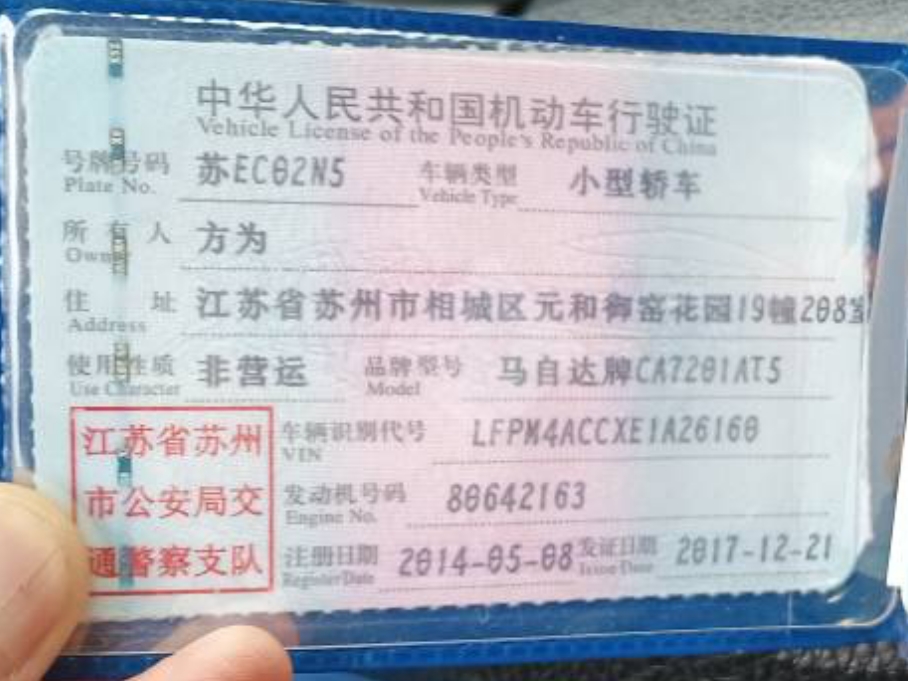 中华人民共和国机动车行驶证
Vehicle License of the People's Republic of China
号牌号码 苏EC02N5 车辆类型 小型轿车
Plate No. Vehicle Type
所有人 方为
Owner
住址 江苏省苏州市相城区元和御窑花园19幢208室
Address
使用性质 非营运 品牌型号 马自达牌CA7201AT5
Use Character Model
江苏省苏州 车辆识别代号 LFPM4ACCXE1A26160
VIN
市公安局交 发动机号码 80642163
Engine No.
通警察支队 注册日期 2014-05-08 发证日期 2017-12-21
Register Date Issue Date